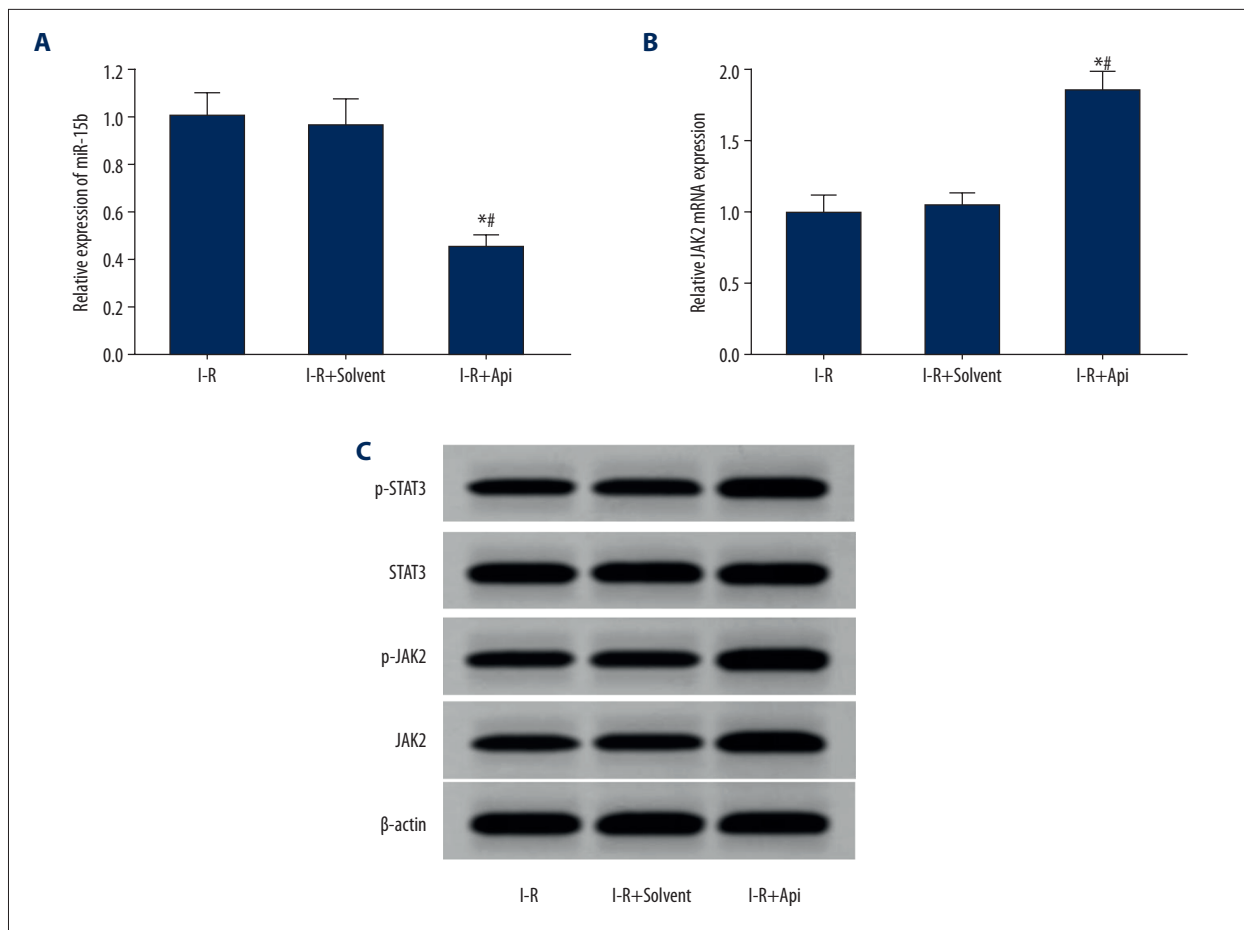 A
Relative expression of miR-15b
1.2
1.0
0.8
0.6
0.4
0.2
0.0
*#
I-R
I-R+Solvent
I-R+Api
B
Relative JAK2 mRNA expression
2.0
1.5
1.0
0.5
0.0
*#
I-R
I-R+Solvent
I-R+Api
C
p-STAT3
STAT3
p-JAK2
JAK2
β-actin
I-R
I-R+Solvent
I-R+Api